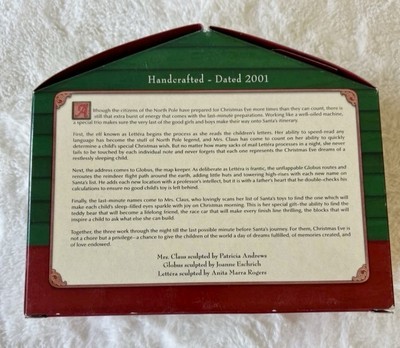 Handcrafted – Dated 2001
Although the citizens of the North Pole have prepared for Christmas Eve more times than they can count, there is
still that extra burst of energy that comes with the last-minute preparations. Working like a well-oiled machine,
a special trio makes sure the very last of the good girls and boys make their way onto Santa's itinerary.
First, the elf known as Lettéra begins the process as she reads the children's letters. Her ability to speed-read any
language has become the stuff of North Pole legend, and Mrs. Claus has come to count on her ability to quickly
determine a child's special Christmas wish. But no matter how many sacks of mail Lettéra processes in a night, she never
fails to be touched by each individual note and never forgets that each one represents the Christmas Eve dreams of a
restlessly sleeping child.
Next, the address comes to Globus, the map keeper. As deliberate as Lettéra is frantic, the unflappable Globus routes and
reroutes the reindeer flight path around the earth, adding little huts and towering high-rises with each new name on
Santa's list. He adds each new location with a professor's intellect, but it is with a father's heart that he double-checks his
calculations to ensure no good child's toy is left behind.
Finally, the last-minute names come to Mrs. Claus, who lovingly scans her list of Santa's toys to find the one which will
make each child's sleep-filled eyes sparkle with joy on Christmas morning. This is her special gift–the ability to find the
teddy bear that will become a lifelong friend, the race car that will make every finish line thrilling, the blocks that will
inspire a child to ask what else she can build.
Together, the three work through the night till the last possible minute before Santa's journey. For them, Christmas Eve is
not a chore but a privilege–a chance to give the children of the world a day of dreams fulfilled, of memories created, and
of love endowed.
Mrs. Claus sculpted by Patricia Andrews
Globus sculpted by Joanne Eschrich
Lettéra sculpted by Anita Marra Rogers